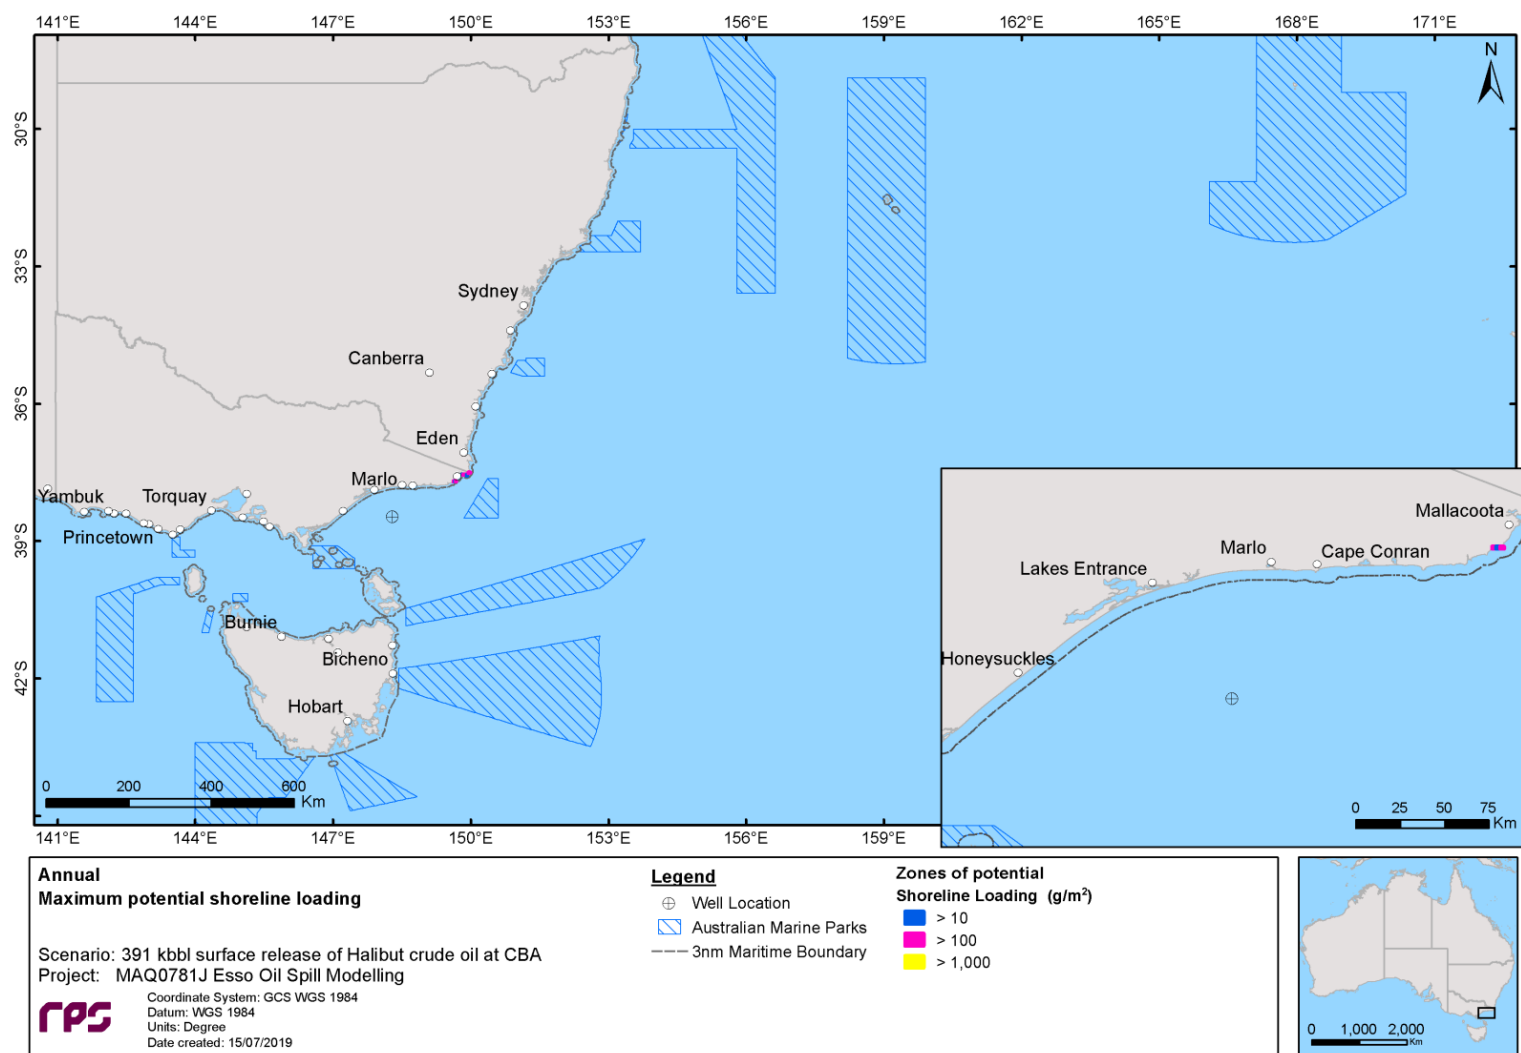 141°E 144°E 147°E 150°E 153°E 156°E 159°E 162°E 165°E 168°E 171°E
N
30°S
33°S
36°S
39°S
42°S
Sydney
Canberra
Eden
Marlo
Yambuk
Torquay
Princetown
Burnie
Bicheno
Hobart
0 200 400 600
Km
Mallacoota
Marlo
Cape Conran
Lakes Entrance
Honeysuckles
0 25 50 75
Km
141°E 144°E 147°E 150°E 153°E 156°E 159°E
Annual
Maximum potential shoreline loading
Scenario: 391 kbbl surface release of Halibut crude oil at CBA
Project: MAQ0781J Esso Oil Spill Modelling
rps
Coordinate System: GCS WGS 1984
Datum: WGS 1984
Units: Degree
Date created: 15/07/2019
Legend
Well Location
Australian Marine Parks
3nm Maritime Boundary
Zones of potential
Shoreline Loading (g/m²)
> 10
> 100
> 1,000
0 1,000 2,000
Km